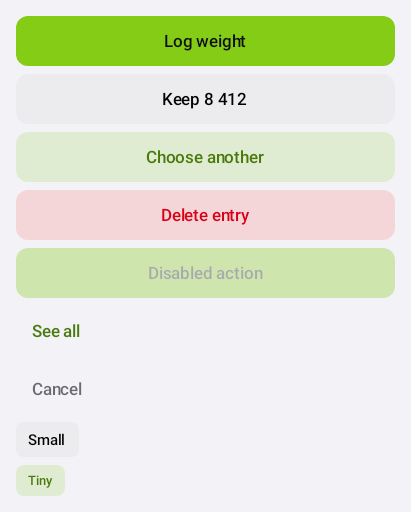 Log weight
Keep 8 412
Choose another
Delete entry
Disabled action
See all
Cancel
Small
Tiny